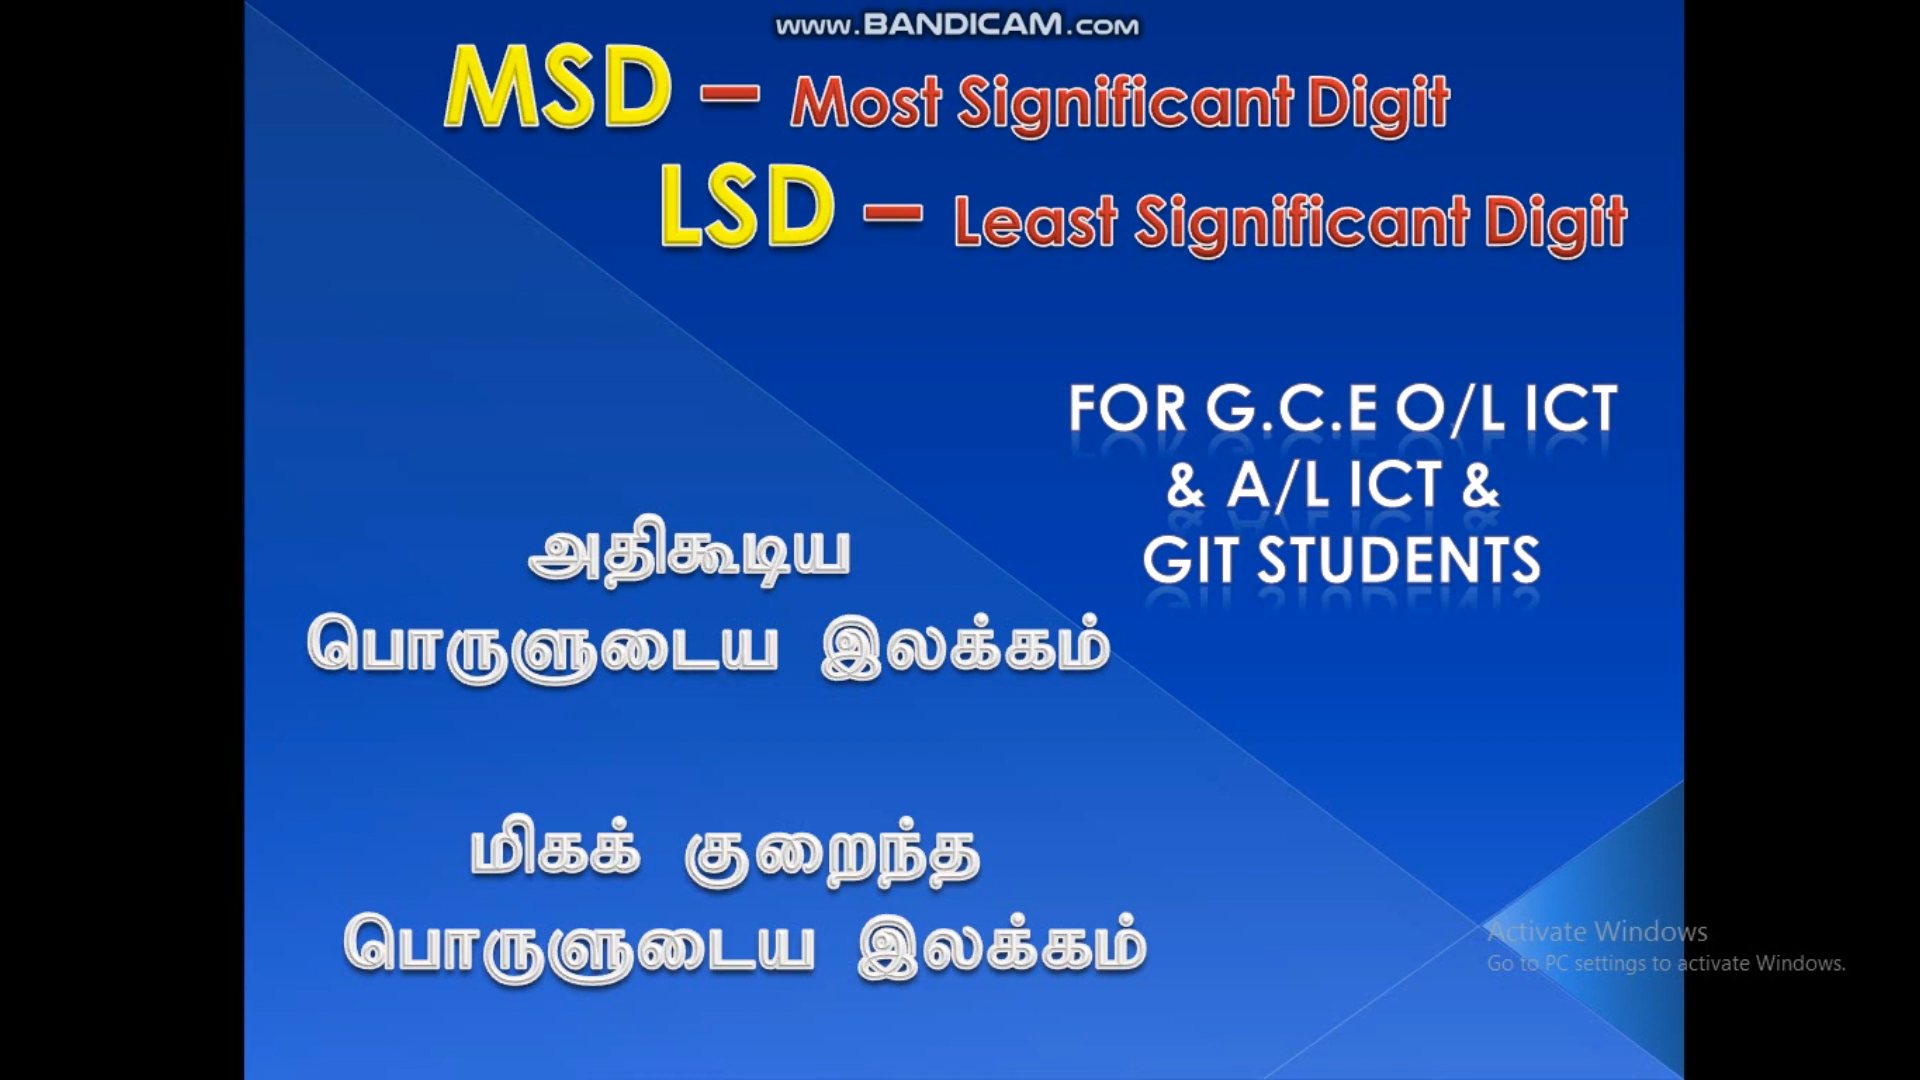 www.BANDICAM.com
MSD – Most Significant Digit
LSD – Least Significant Digit
FOR G.C.E O/L ICT
& A/L ICT &
GIT STUDENTS
அதிகூடிய
பொருளுடைய இலக்கம்
மிகக் குறைந்த
பொருளுடைய இலக்கம்
Activate Windows
Go to PC settings to activate Windows.